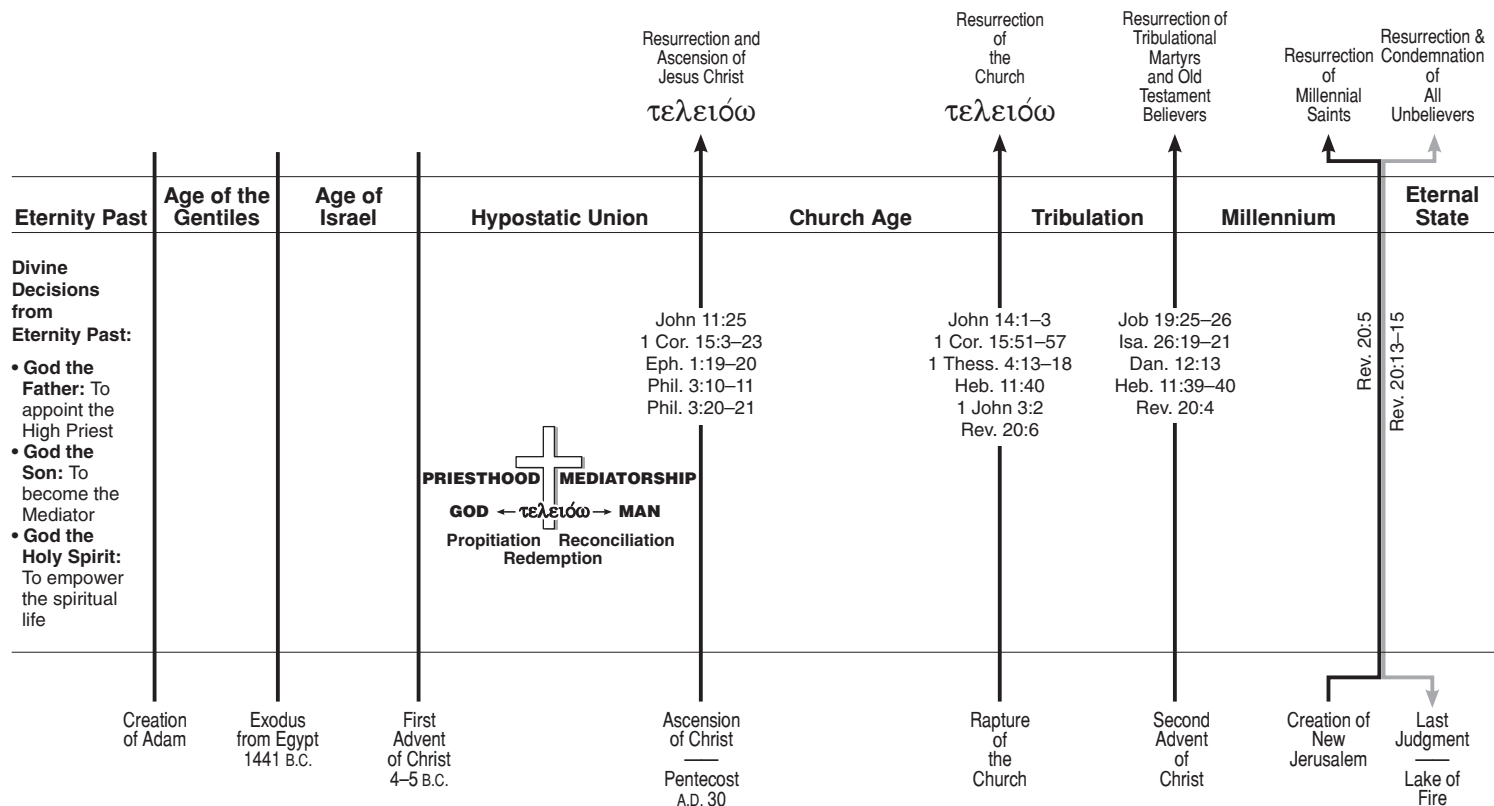 Resurrection and
Ascension of
Jesus Christ
τελειόω
Resurrection
of
the
Church
τελειόω
Resurrection of
Tribulational
Martyrs
and Old
Testament
Believers
Resurrection
of
Millennial
Saints
Resurrection &
Condemnation
of
All
Unbelievers
Eternity Past
Age of the
Gentiles
Age of
Israel
Hypostatic Union
Church Age
Tribulation
Millennium
Eternal
State
Divine
Decisions
from
Eternity Past:
• God the
Father: To
appoint the
High Priest
• God the
Son: To
become the
Mediator
• God the
Holy Spirit:
To empower
the spiritual
life
PRIESTHOOD MEDIATORSHIP
GOD ← τελειόω → MAN
Propitiation Reconciliation
Redemption
John 11:25
1 Cor. 15:3–23
Eph. 1:19–20
Phil. 3:10–11
Phil. 3:20–21
John 14:1–3
1 Cor. 15:51–57
1 Thess. 4:13–18
Heb. 11:40
1 John 3:2
Rev. 20:6
Job 19:25–26
Isa. 26:19–21
Dan. 12:13
Heb. 11:39–40
Rev. 20:4
Rev. 20:5
Rev. 20:13–15
Creation
of Adam
Exodus
from Egypt
1441 B.C.
First
Advent
of Christ
4–5 B.C.
Ascension
of Christ
Pentecost
A.D. 30
Rapture
of
the
Church
Second
Advent
of
Christ
Creation of
New
Jerusalem
Last
Judgment
Lake of
Fire